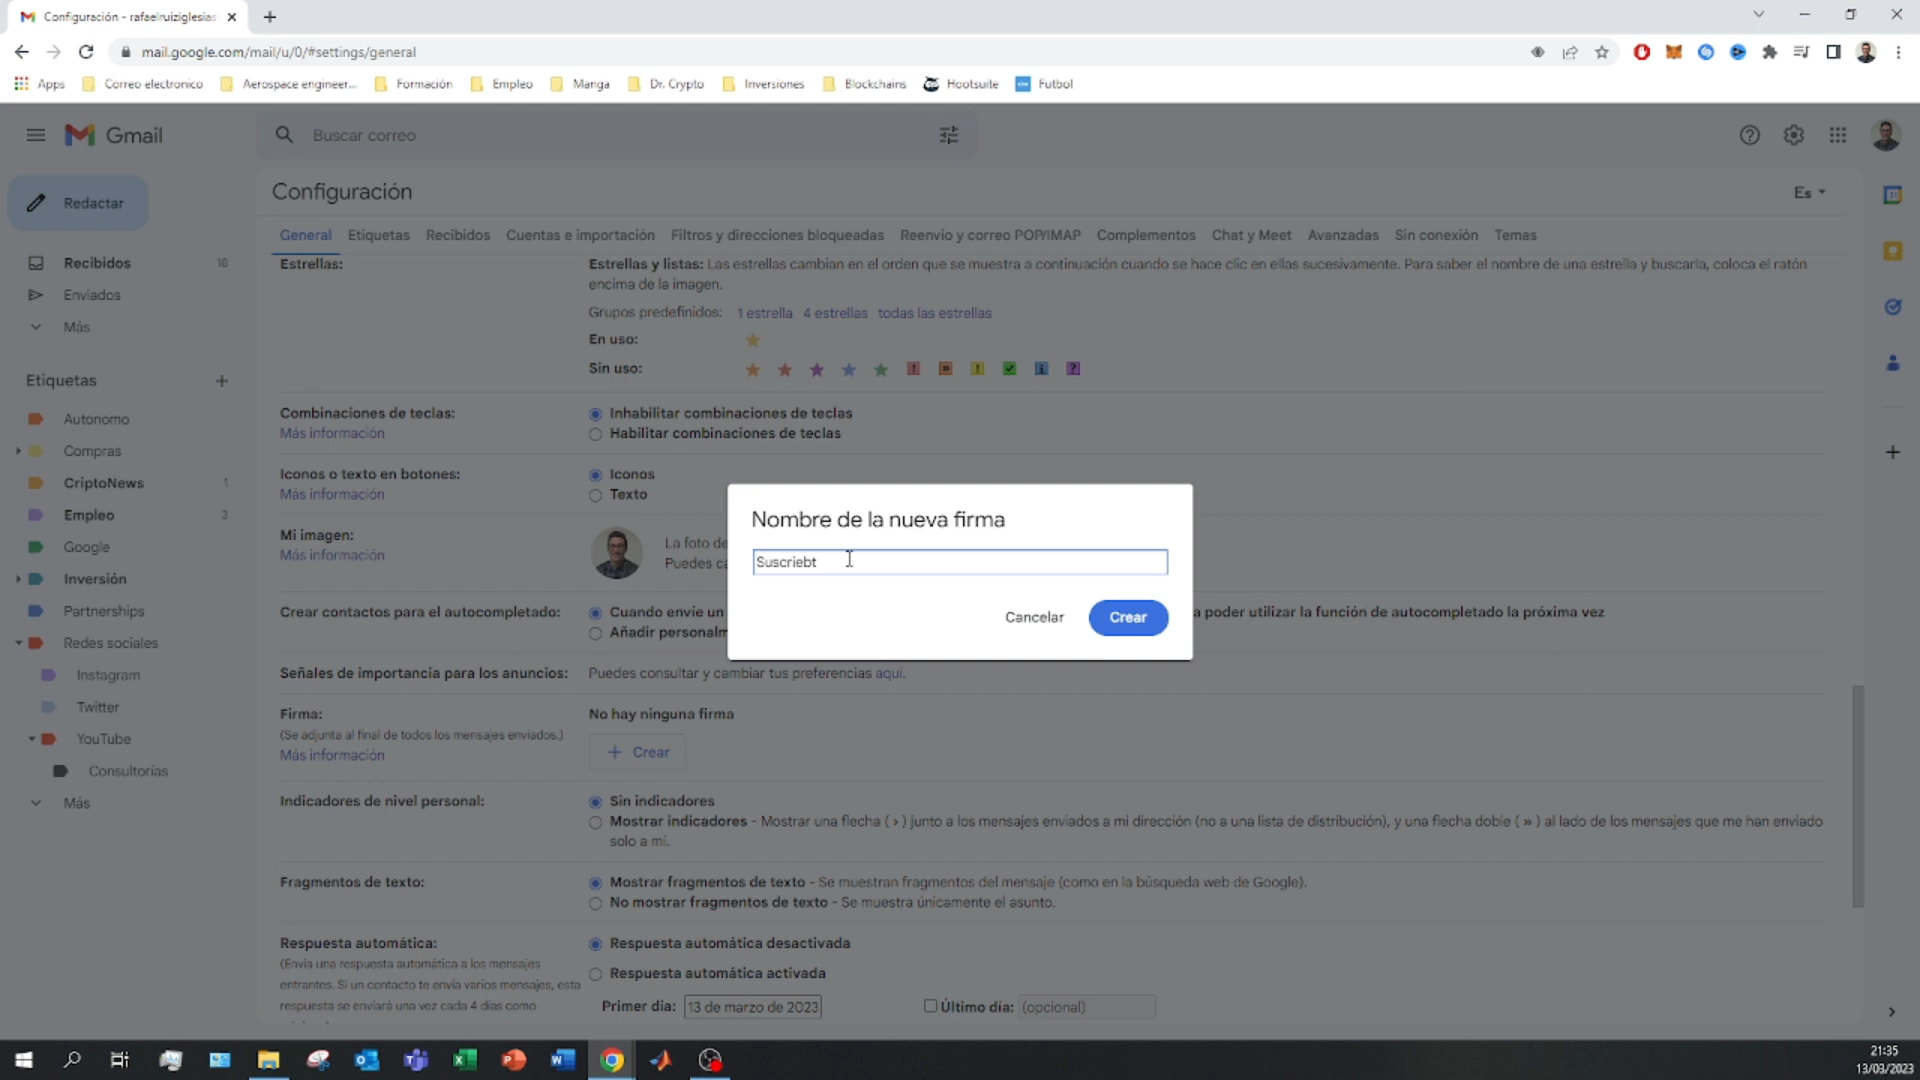 Configuración - rafaelruiziglesias
mail.google.com/mail/u/0/#settings/general
Apps Correo electronico Aerospace engineer... Formación Empleo Manga Dr. Crypto Inversiones Blockchains Hootsuite Futbol
Gmail
Buscar correo
Redactar
Recibidos 18
Enviados
Más
Etiquetas
Autonomo
Compras
CriptoNews 1
Empleo 3
Google
Inversión
Partnerships
Redes sociales
Instagram
Twitter
YouTube
Consultorías
Más
Configuración
Es
General Etiquetas Recibidos Cuentas e importación Filtros y direcciones bloqueadas Reenvío y correo POP/IMAP Complementos Chat y Meet Avanzadas Sin conexión Temas
Estrellas:
Estrellas y listas: Las estrellas cambian en el orden que se muestra a continuación cuando se hace clic en ellas sucesivamente. Para saber el nombre de una estrella y buscarla, coloca el ratón
encima de la imagen.
Grupos predefinidos: 1 estrella 4 estrellas todas las estrellas
En uso:
Sin uso:
Combinaciones de teclas:
Más información
Inhabilitar combinaciones de teclas
Habilitar combinaciones de teclas
Iconos o texto en botones:
Más información
Iconos
Texto
Mi imagen:
Más información
La foto de
Puedes ca
Nombre de la nueva firma
Suscriebt
Cancelar Crear
Crear contactos para el autocompletado:
Cuando envíe un
a poder utilizar la función de autocompletado la próxima vez
Añadir personalm
Señales de importancia para los anuncios:
Puedes consultar y cambiar tus preferencias aquí.
Firma:
(Se adjunta al final de todos los mensajes enviados.)
Más información
No hay ninguna firma
Crear
Indicadores de nivel personal:
Sin indicadores
Mostrar indicadores - Mostrar una flecha ( › ) junto a los mensajes enviados a mi dirección (no a una lista de distribución), y una flecha doble ( » ) al lado de los mensajes que me han enviado
solo a mí.
Fragmentos de texto:
Mostrar fragmentos de texto - Se muestran fragmentos del mensaje (como en la búsqueda web de Google).
No mostrar fragmentos de texto - Se muestra únicamente el asunto.
Respuesta automática:
(Envía una respuesta automática a los mensajes
entrantes. Si un contacto te envía varios mensajes, esta
respuesta se enviará una vez cada 4 días como
Respuesta automática desactivada
Respuesta automática activada
Primer día: 13 de marzo de 2023
Último día: (opcional)
21:35
13/03/2023